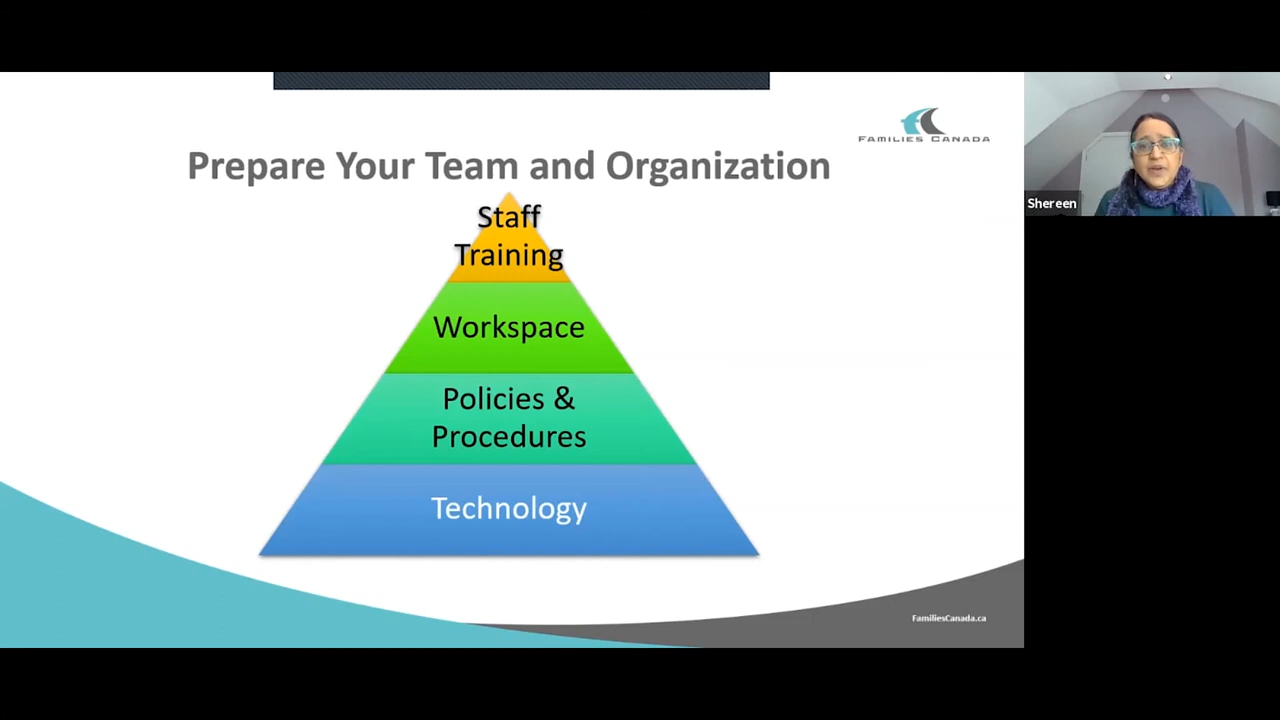 FAMILIES CANADA
Prepare Your Team and Organization
Staff
Training
Workspace
Policies &
Procedures
Technology
FamiliesCanada.ca
Shereen